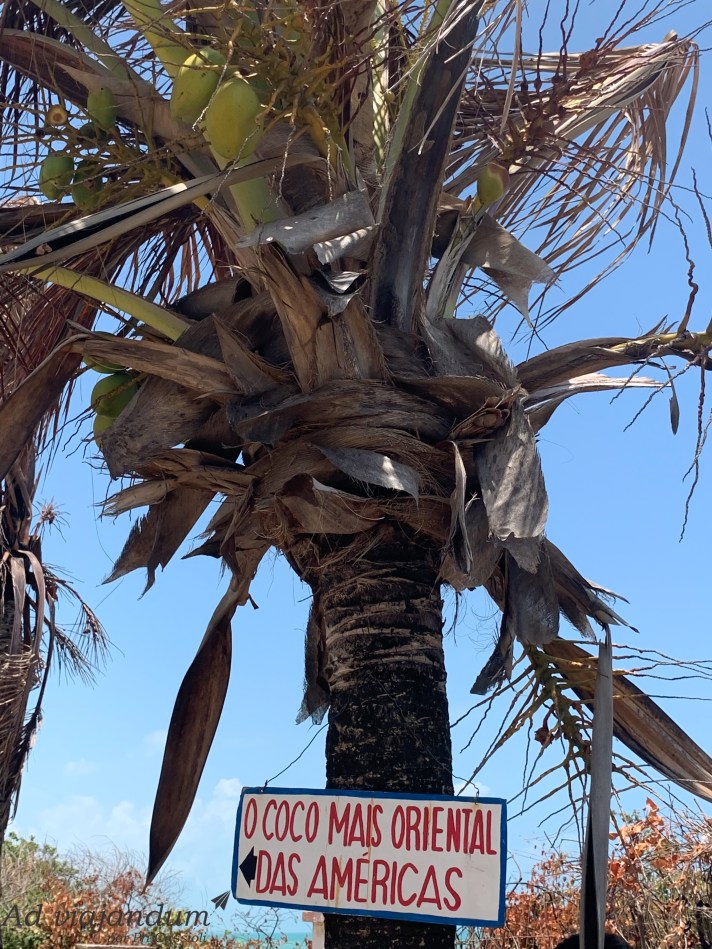 O COCO MAIS ORIENTAL
DAS AMÉRICAS
Ad viajandum